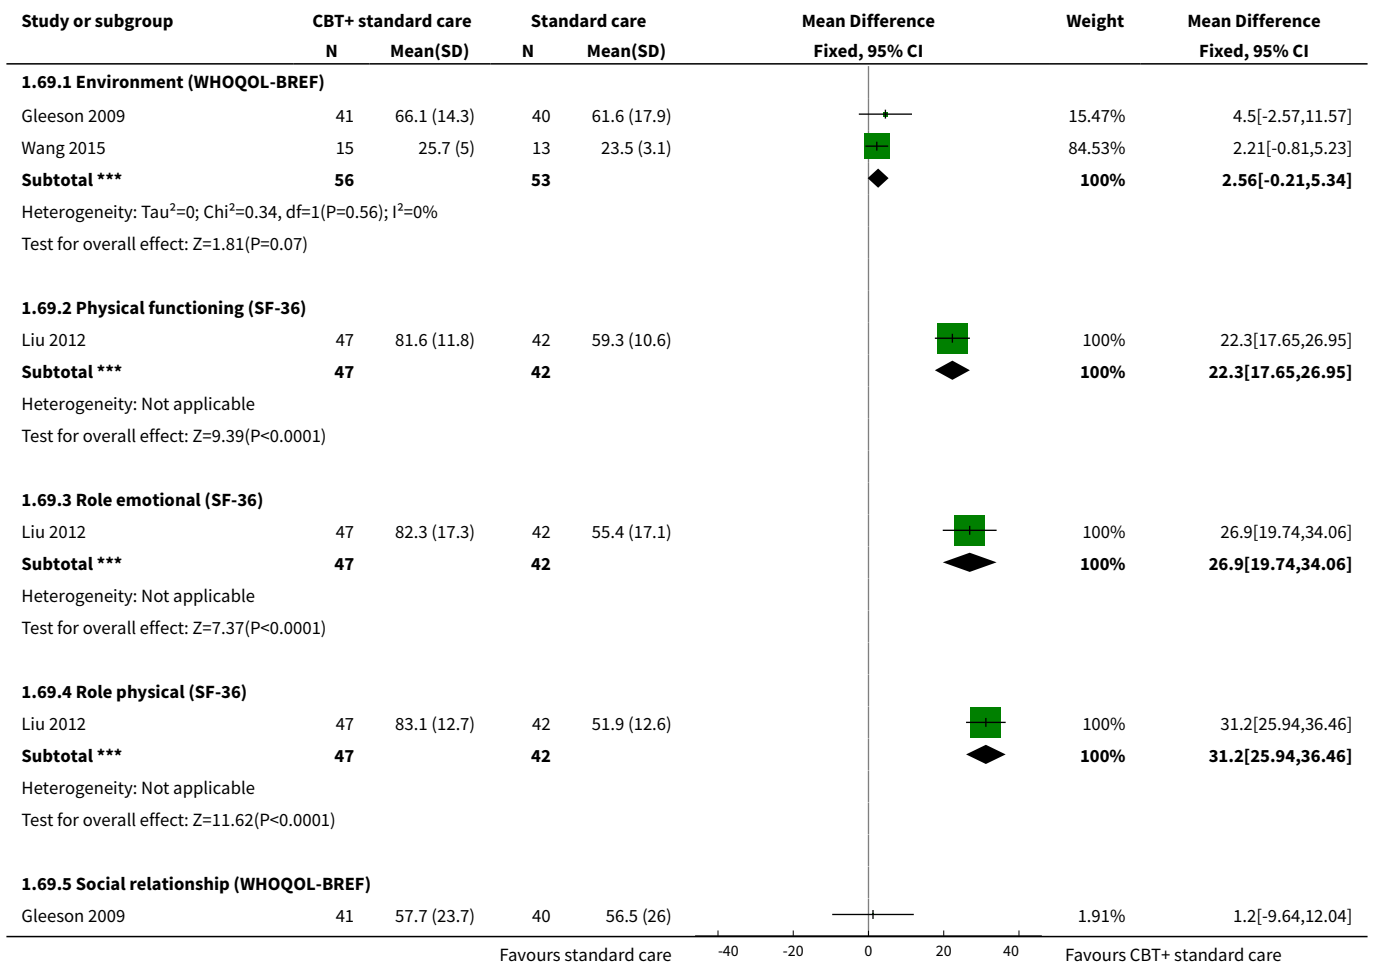 Study or subgroup CBT+ standard care Standard care Mean Difference Weight Mean Difference
N Mean(SD) N Mean(SD) Fixed, 95% CI Fixed, 95% CI
1.69.1 Environment (WHOQOL-BREF)
Gleeson 2009 41 66.1 (14.3) 40 61.6 (17.9) 15.47% 4.5[-2.57,11.57]
Wang 2015 15 25.7 (5) 13 23.5 (3.1) 84.53% 2.21[-0.81,5.23]
Subtotal *** 56 53 100% 2.56[-0.21,5.34]
Heterogeneity: Tau²=0; Chi²=0.34, df=1(P=0.56); I²=0%
Test for overall effect: Z=1.81(P=0.07)
1.69.2 Physical functioning (SF-36)
Liu 2012 47 81.6 (11.8) 42 59.3 (10.6) 100% 22.3[17.65,26.95]
Subtotal *** 47 42 100% 22.3[17.65,26.95]
Heterogeneity: Not applicable
Test for overall effect: Z=9.39(P<0.0001)
1.69.3 Role emotional (SF-36)
Liu 2012 47 82.3 (17.3) 42 55.4 (17.1) 100% 26.9[19.74,34.06]
Subtotal *** 47 42 100% 26.9[19.74,34.06]
Heterogeneity: Not applicable
Test for overall effect: Z=7.37(P<0.0001)
1.69.4 Role physical (SF-36)
Liu 2012 47 83.1 (12.7) 42 51.9 (12.6) 100% 31.2[25.94,36.46]
Subtotal *** 47 42 100% 31.2[25.94,36.46]
Heterogeneity: Not applicable
Test for overall effect: Z=11.62(P<0.0001)
1.69.5 Social relationship (WHOQOL-BREF)
Gleeson 2009 41 57.7 (23.7) 40 56.5 (26) 1.91% 1.2[-9.64,12.04]
Favours standard care -40 -20 0 20 40 Favours CBT+ standard care